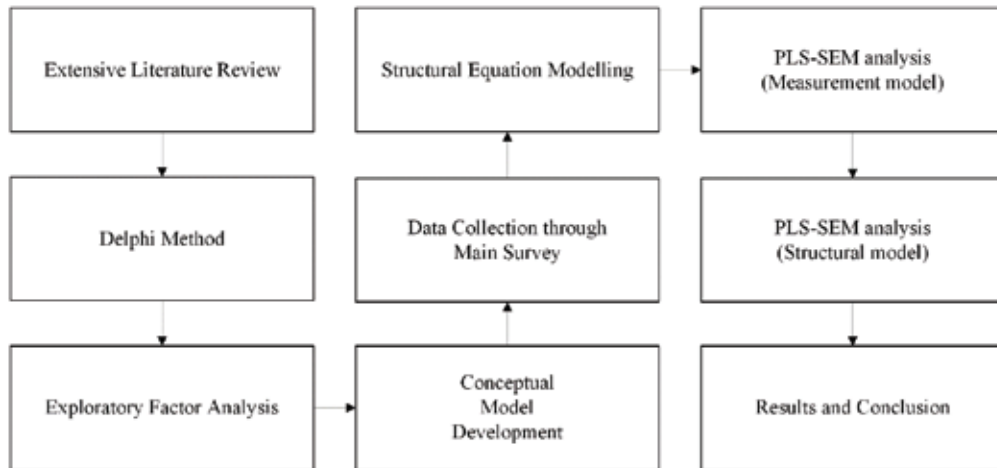 Extensive Literature Review
Delphi Method
Exploratory Factor Analysis
Conceptual
Model
Development
Data Collection through
Main Survey
Structural Equation Modelling
PLS-SEM analysis
(Measurement model)
PLS-SEM analysis
(Structural model)
Results and Conclusion